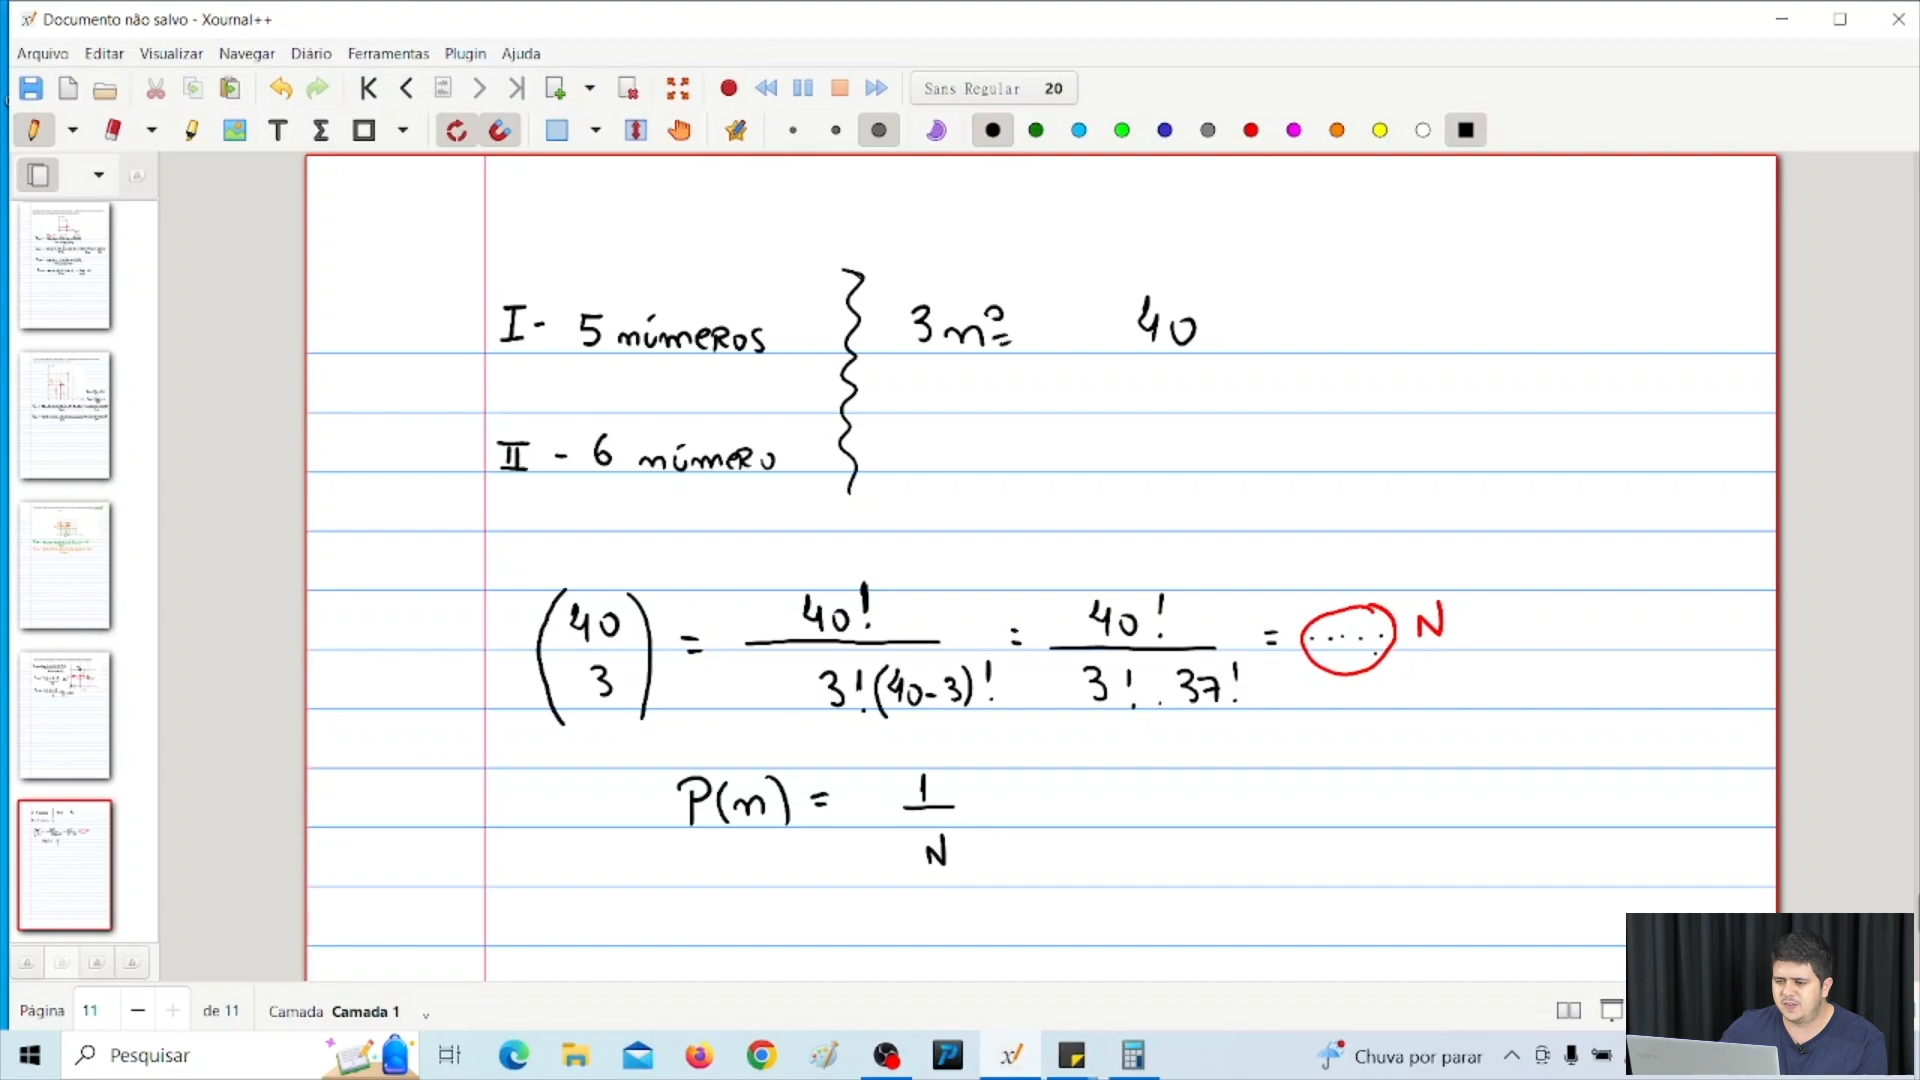 Documento não salvo - Xournal++
Arquivo Editar Visualizar Navegar Diário Ferramentas Plugin Ajuda
Sans Regular 20
I - 5 números 3 nº 40
II - 6 número
(40 3) = 40! / 3!(40-3)! = 40! / 3! . 37! = ..... N
P(n) = 1 / N
Página 11 de 11 Camada Camada 1
Pesquisar
Chuva por parar